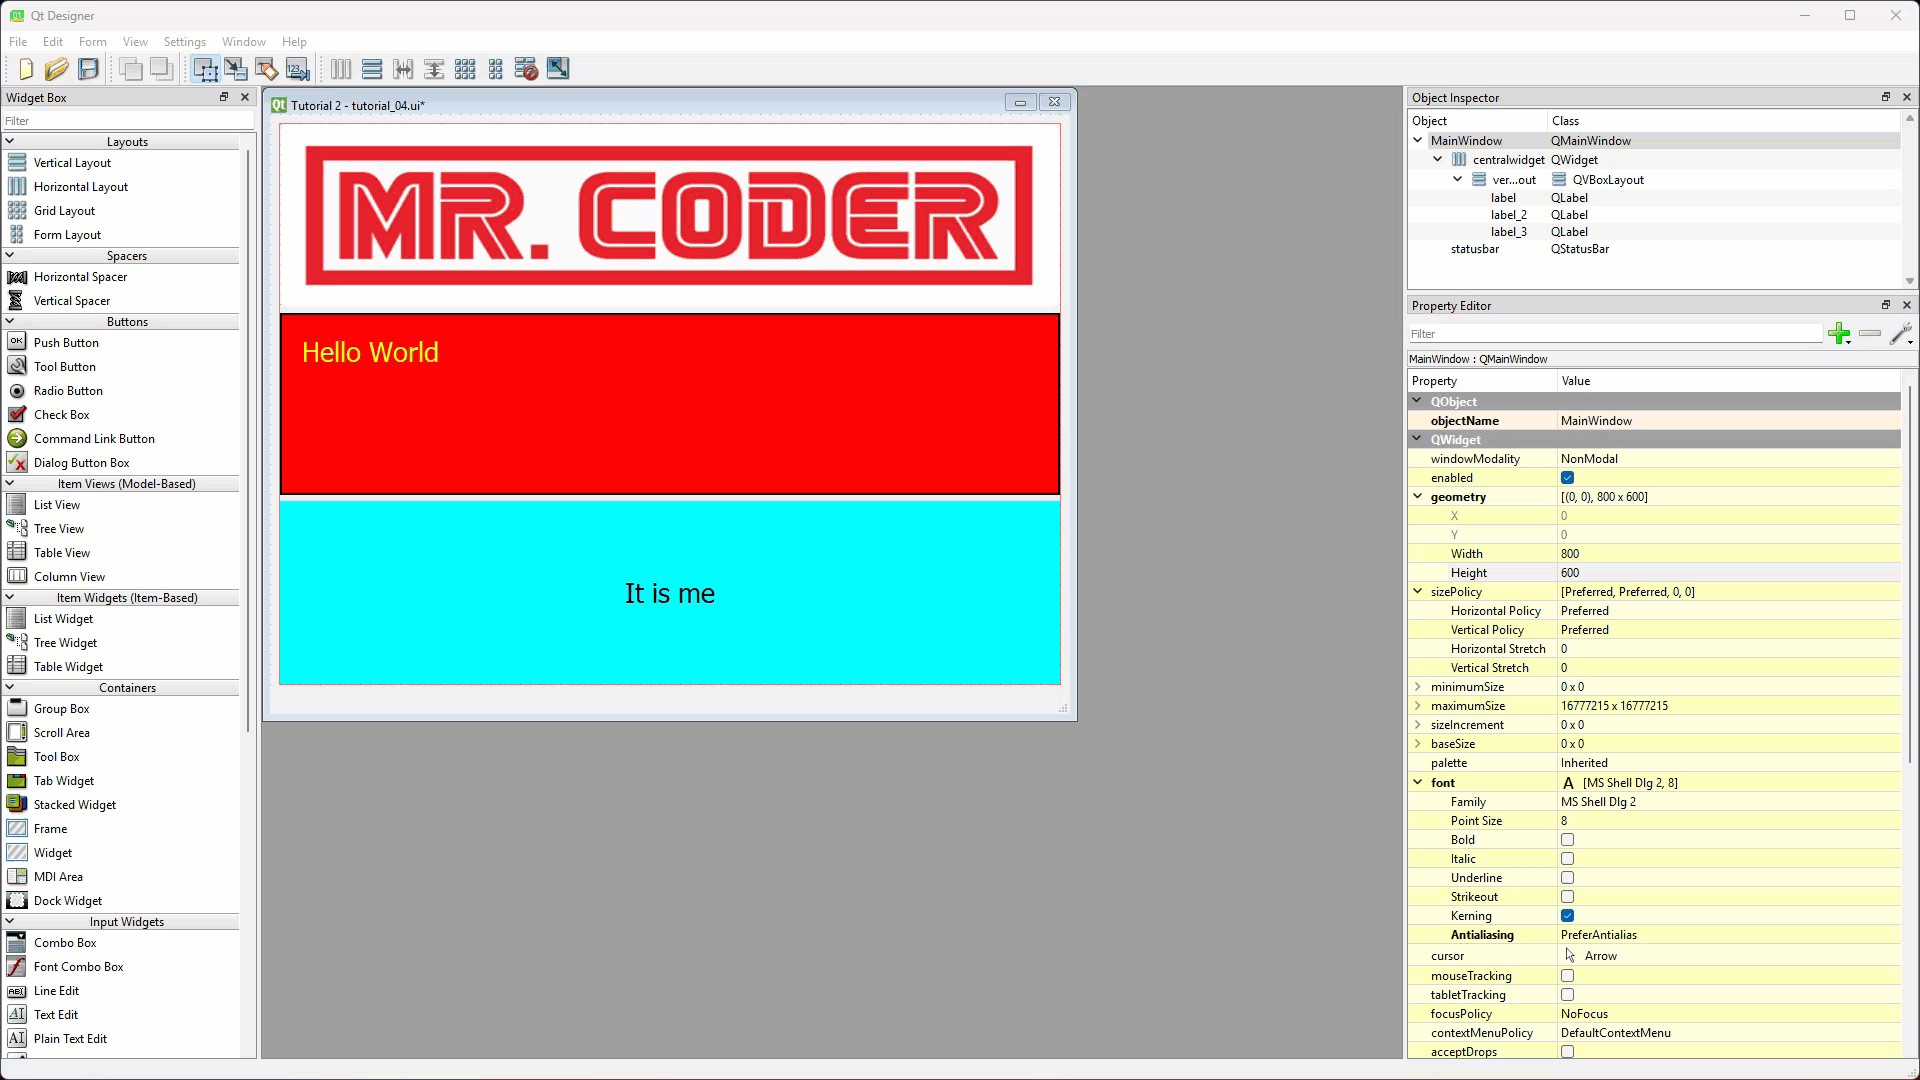 Qt Designer
File Edit Form View Settings Window Help
Widget Box
Filter
Layouts
Vertical Layout
Horizontal Layout
Grid Layout
Form Layout
Spacers
Horizontal Spacer
Vertical Spacer
Buttons
Push Button
Tool Button
Radio Button
Check Box
Command Link Button
Dialog Button Box
Item Views (Model-Based)
List View
Tree View
Table View
Column View
Item Widgets (Item-Based)
List Widget
Tree Widget
Table Widget
Containers
Group Box
Scroll Area
Tool Box
Tab Widget
Stacked Widget
Frame
Widget
MDI Area
Dock Widget
Input Widgets
Combo Box
Font Combo Box
Line Edit
Text Edit
Plain Text Edit
Tutorial 2 - tutorial_04.ui*
MR. CODER
Hello World
It is me
Object Inspector
Object Class
MainWindow QMainWindow
centralwidget QWidget
ver...out QVBoxLayout
label QLabel
label_2 QLabel
label_3 QLabel
statusbar QStatusBar
Property Editor
Filter
MainWindow : QMainWindow
Property Value
QObject
objectName MainWindow
QWidget
windowModality NonModal
enabled
geometry [(0, 0), 800 x 600]
X 0
Y 0
Width 800
Height 600
sizePolicy [Preferred, Preferred, 0, 0]
Horizontal Policy Preferred
Vertical Policy Preferred
Horizontal Stretch 0
Vertical Stretch 0
minimumSize 0 x 0
maximumSize 16777215 x 16777215
sizeIncrement 0 x 0
baseSize 0 x 0
palette Inherited
font A [MS Shell Dlg 2, 8]
Family MS Shell Dlg 2
Point Size 8
Bold
Italic
Underline
Strikeout
Kerning
Antialiasing PreferAntialias
cursor Arrow
mouseTracking
tabletTracking
focusPolicy NoFocus
contextMenuPolicy DefaultContextMenu
acceptDrops